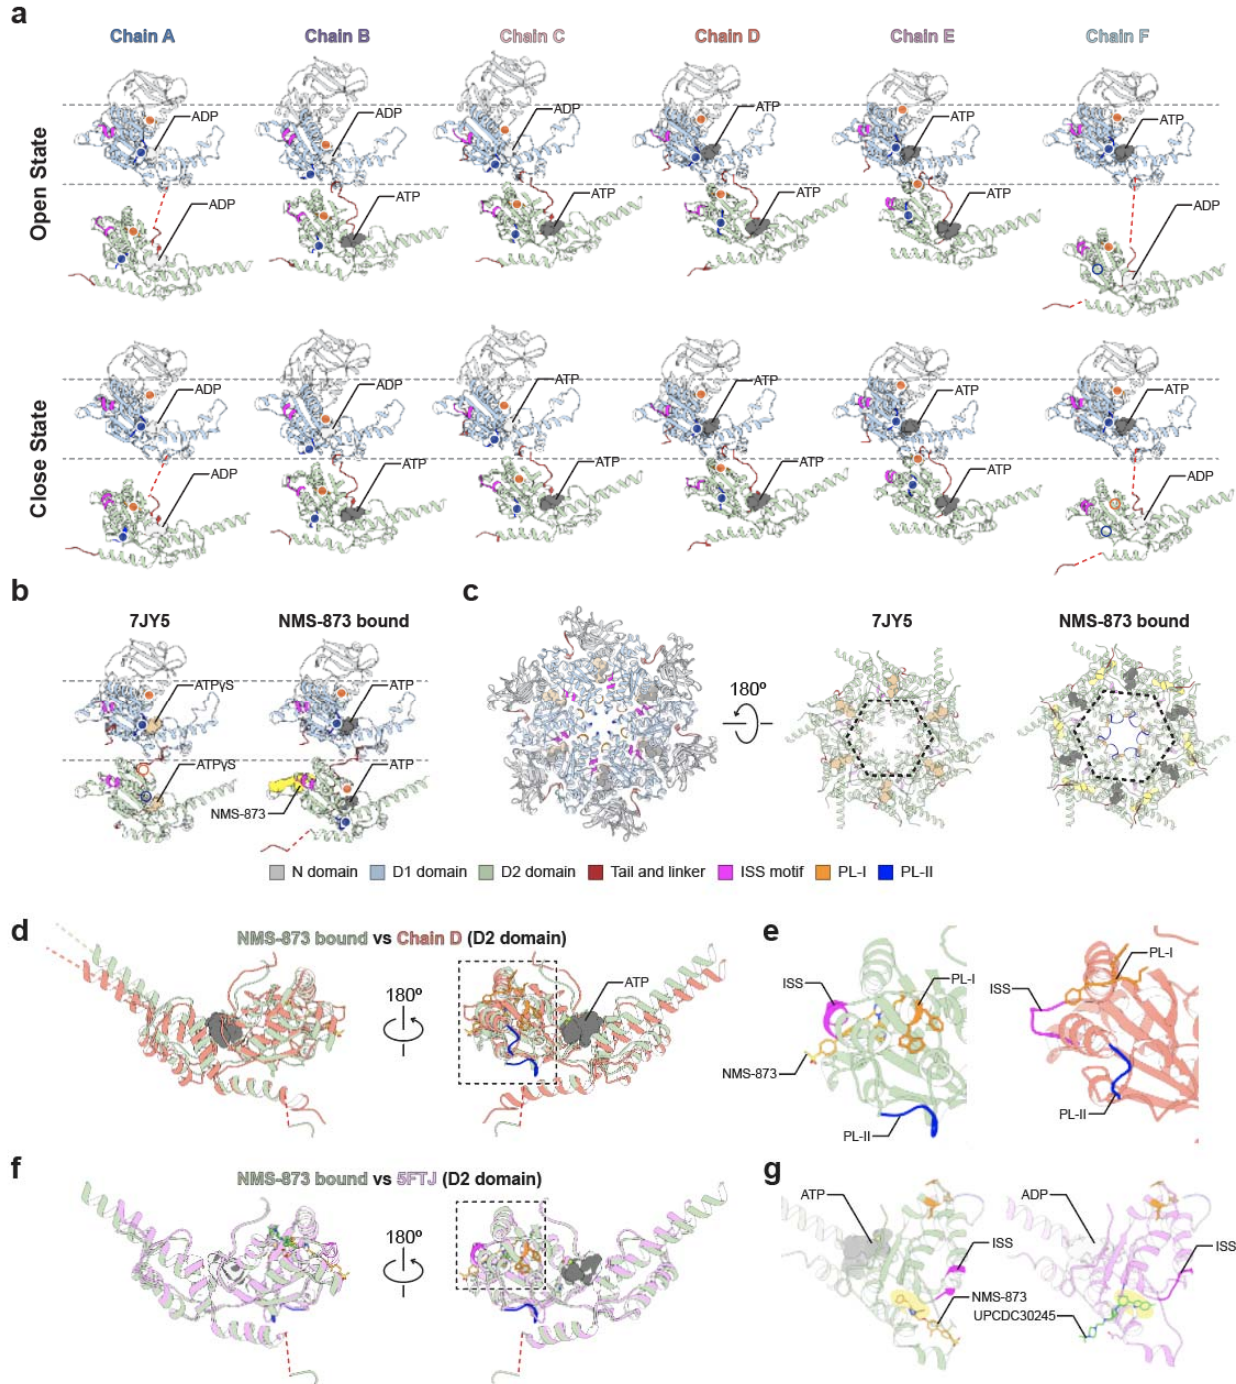 a
Chain A Chain B Chain C Chain D Chain E Chain F
Open State
ADP ADP ADP ATP ATP ATP
ADP ATP ATP ATP ATP ADP
Close State
ADP ADP ATP ATP ATP ATP
ADP ATP ATP ATP ATP ADP
b
7JY5 NMS-873 bound
ATPγS ATP
ATPγS ATP
NMS-873
c
180º
7JY5 NMS-873 bound
N domain D1 domain D2 domain Tail and linker ISS motif PL-I PL-II
d
NMS-873 bound vs Chain D (D2 domain)
180º
ATP
e
ISS PL-I
NMS-873
PL-II
PL-I
ISS
PL-II
f
NMS-873 bound vs 5FTJ (D2 domain)
180º
g
ATP ADP
ISS ISS
NMS-873
UPCDC30245